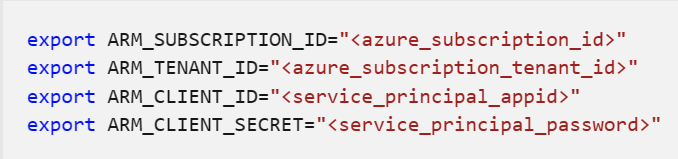 export ARM_SUBSCRIPTION_ID="<azure_subscription_id>"
export ARM_TENANT_ID="<azure_subscription_tenant_id>"
export ARM_CLIENT_ID="<service_principal_appid>"
export ARM_CLIENT_SECRET="<service_principal_password>"